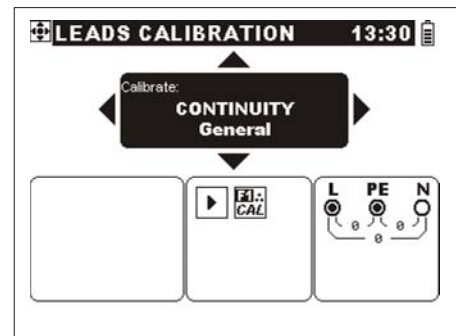 LEADS CALIBRATION 13:30
Calibrate:
CONTINUITY
General
F1
CAL
L PE N
0 0
0